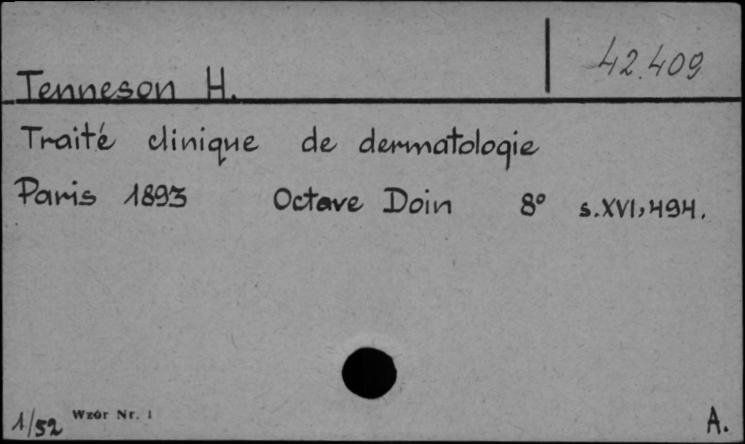 42.409
Tenneson H.
Traité clinique de dermatologie
Paris 1893 Octave Doin 8° s.XVI,494.
1/52 Wzór Nr. 1 A.